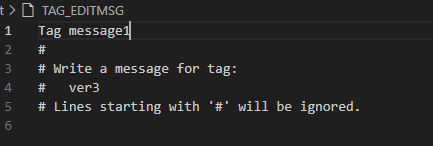 t > TAG_EDITMSG
1 Tag message1
2 #
3 # Write a message for tag:
4 #   ver3
5 # Lines starting with '#' will be ignored.
6